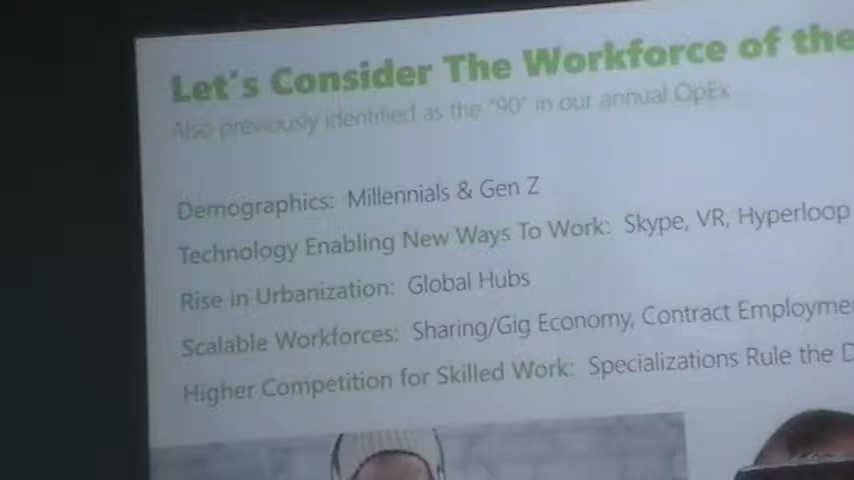 Let's Consider The Workforce of the
Also previously identified as the "90" in our annual OpEx
Demographics: Millennials & Gen Z
Technology Enabling New Ways To Work: Skype, VR, Hyperloop
Rise in Urbanization: Global Hubs
Scalable Workforces: Sharing/Gig Economy, Contract Employme
Higher Competition for Skilled Work: Specializations Rule the D